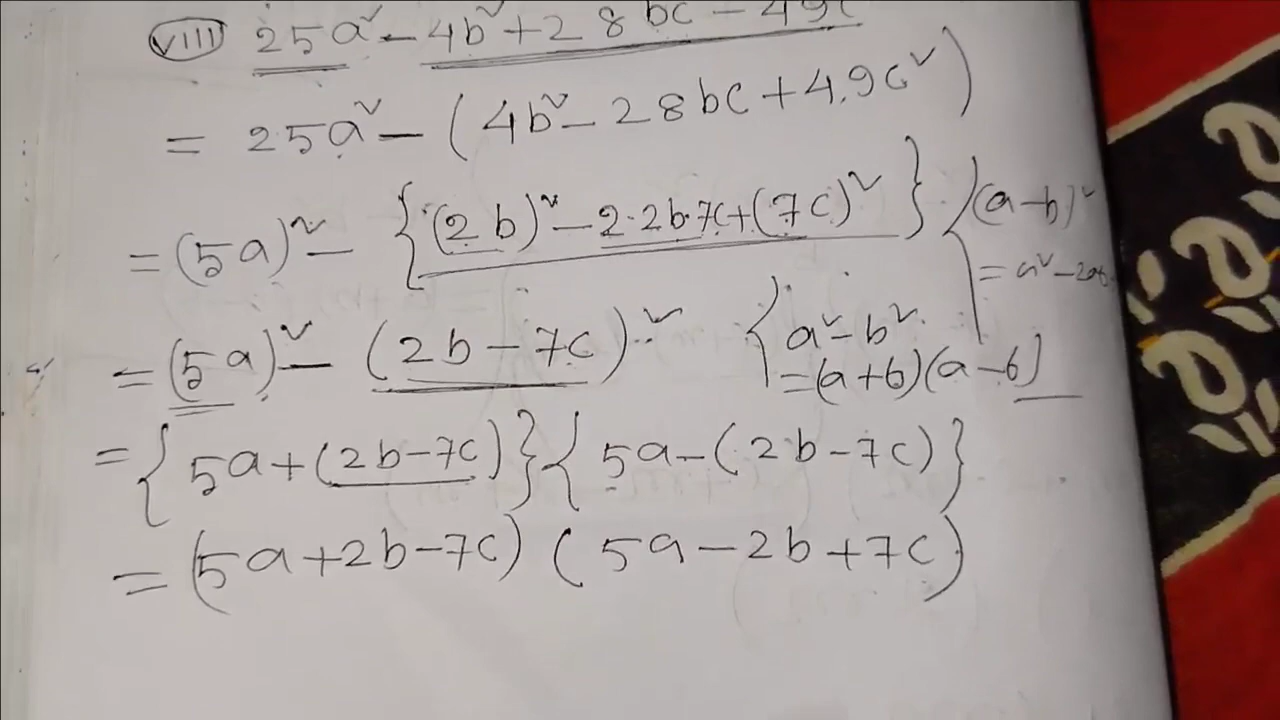 (viii) 25a² - 4b² + 28bc - 49c
= 25a² - (4b² - 28bc + 49c²)
= (5a)² - {(2b)² - 2·2b·7c + (7c)²} {(a-b)²
= a² - 2ab
= (5a)² - (2b - 7c)² {a² - b²
= (a+b)(a-b)]
= {5a + (2b - 7c)}{5a - (2b - 7c)}
= (5a + 2b - 7c) (5a - 2b + 7c)